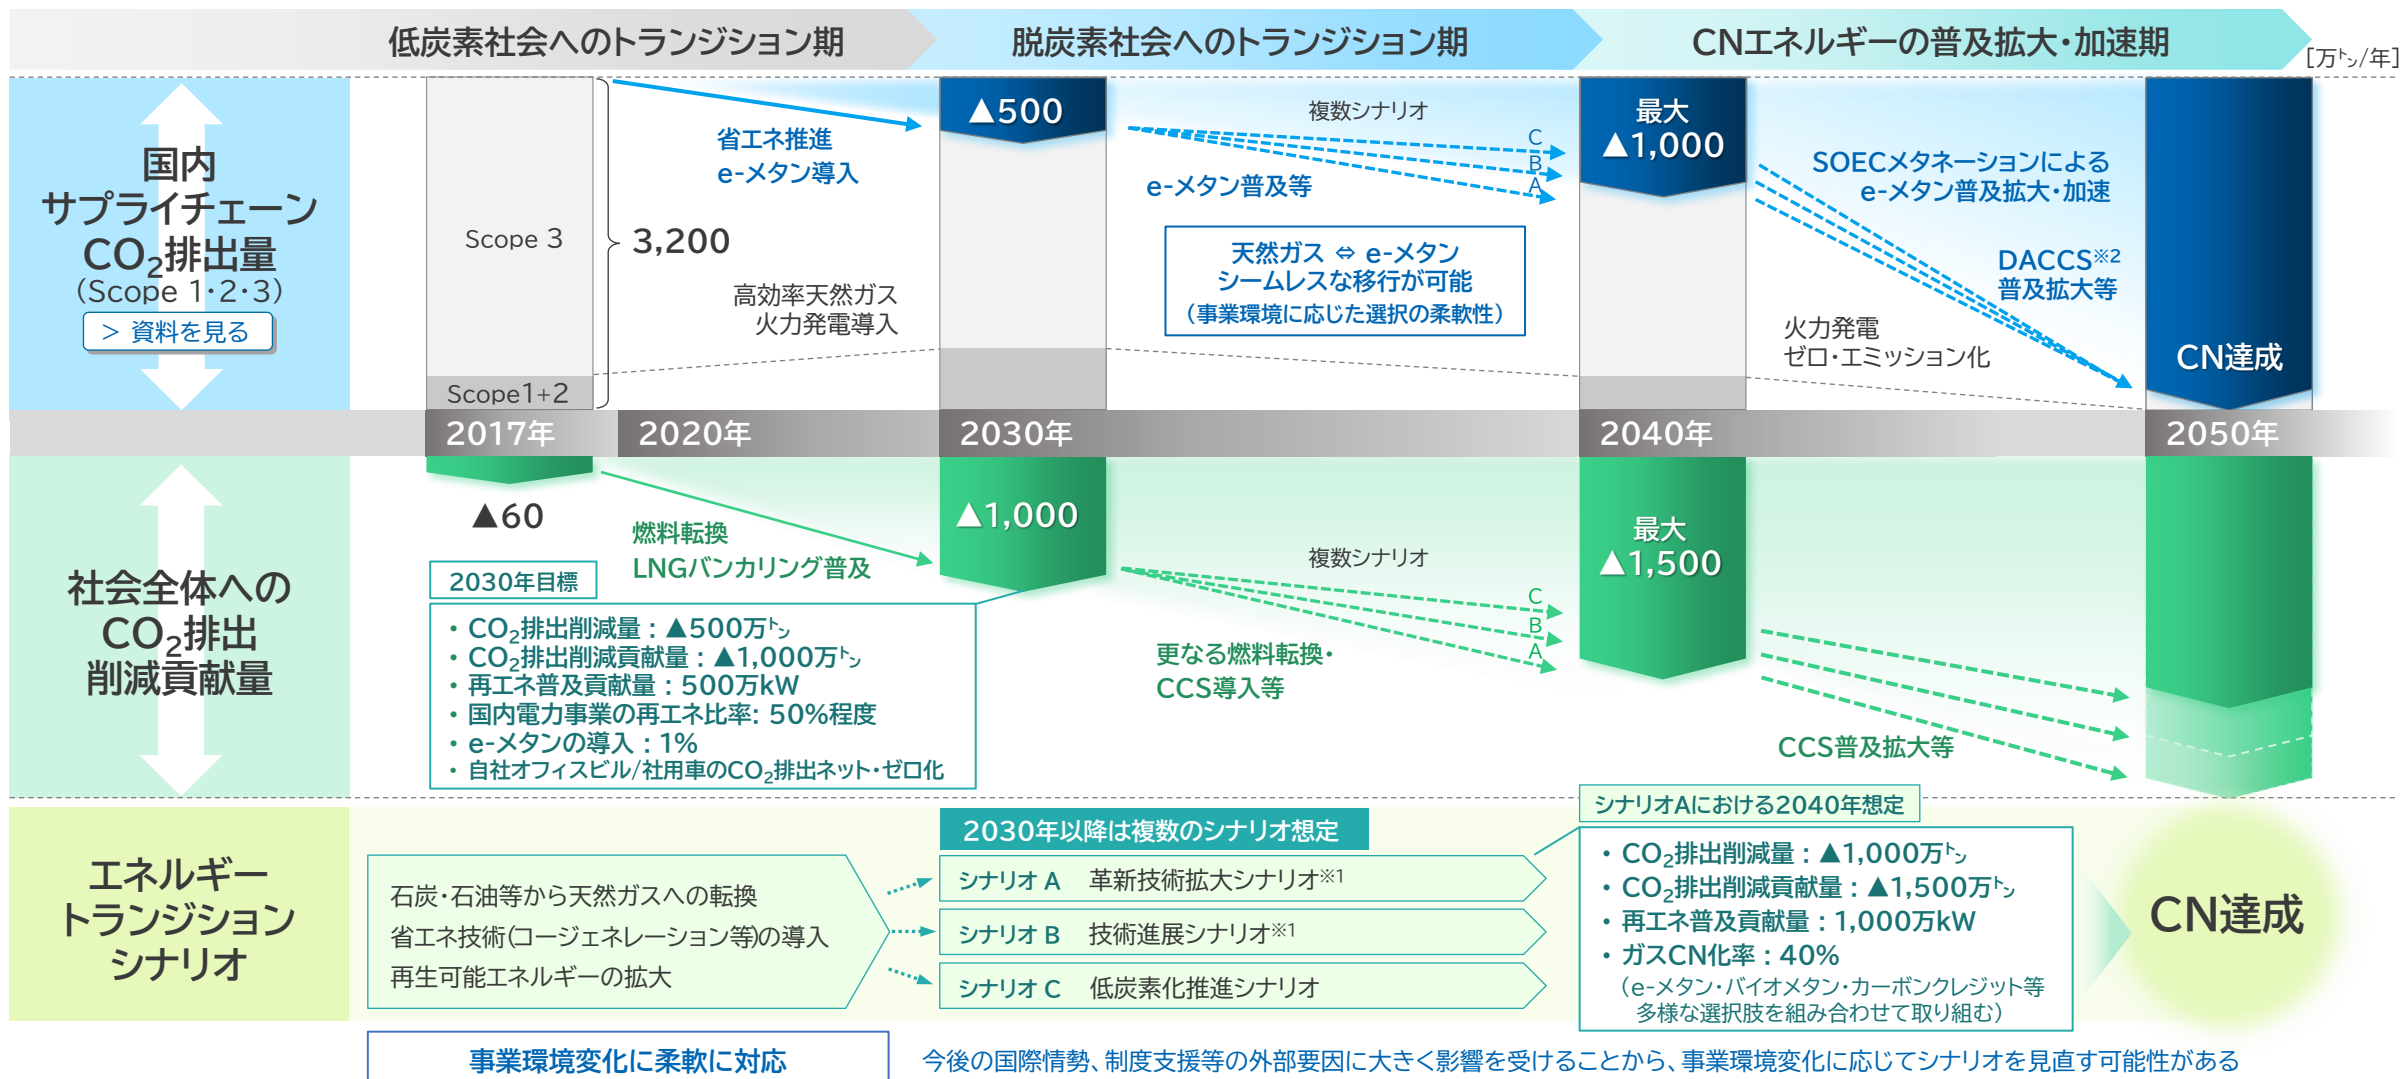 低炭素社会へのトランジション期
脱炭素社会へのトランジション期
CNエネルギーの普及拡大・加速期
[万㌧/年]
国内
サプライチェーン
CO₂排出量
(Scope 1・2・3)
> 資料を見る
Scope 3
Scope1+2
3,200
省エネ推進
e-メタン導入
高効率天然ガス
火力発電導入
▲500
複数シナリオ
C
B
A
e-メタン普及等
天然ガス ⇔ e-メタン
シームレスな移行が可能
(事業環境に応じた選択の柔軟性)
最大
▲1,000
SOECメタネーションによる
e-メタン普及拡大・加速
DACCS※2
普及拡大等
火力発電
ゼロ・エミッション化
CN達成
2017年
2020年
2030年
2040年
2050年
社会全体への
CO₂排出
削減貢献量
▲60
燃料転換
LNGバンカリング普及
▲1,000
複数シナリオ
C
B
A
更なる燃料転換・
CCS導入等
最大
▲1,500
CCS普及拡大等
2030年目標
・CO₂排出削減量：▲500万㌧
・CO₂排出削減貢献量：▲1,000万㌧
・再エネ普及貢献量：500万kW
・国内電力事業の再エネ比率: 50%程度
・e-メタンの導入：1%
・自社オフィスビル/社用車のCO₂排出ネット・ゼロ化
エネルギー
トランジション
シナリオ
石炭・石油等から天然ガスへの転換
省エネ技術(コージェネレーション等)の導入
再生可能エネルギーの拡大
2030年以降は複数のシナリオ想定
シナリオ A 革新技術拡大シナリオ※1
シナリオ B 技術進展シナリオ※1
シナリオ C 低炭素化推進シナリオ
シナリオAにおける2040年想定
・CO₂排出削減量：▲1,000万㌧
・CO₂排出削減貢献量：▲1,500万㌧
・再エネ普及貢献量：1,000万kW
・ガスCN化率：40%
(e-メタン・バイオメタン・カーボンクレジット等
多様な選択肢を組み合わせて取り組む)
CN達成
事業環境変化に柔軟に対応
今後の国際情勢、制度支援等の外部要因に大きく影響を受けることから、事業環境変化に応じてシナリオを見直す可能性がある